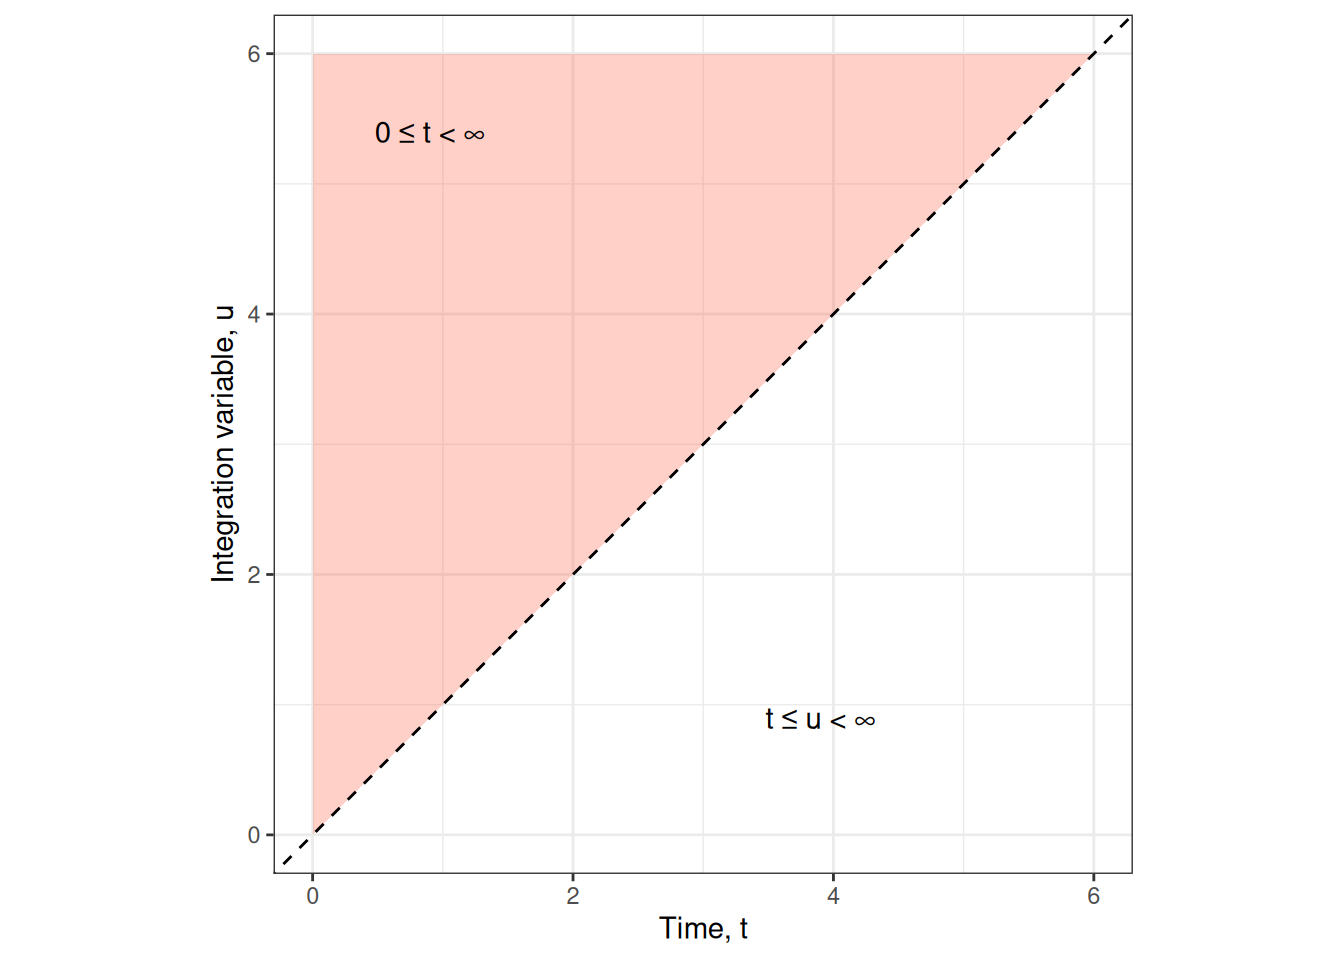 6
0 ≤ t < ∞
4
Integration variable, u
2
t ≤ u < ∞
0
0 2 4 6
Time, t